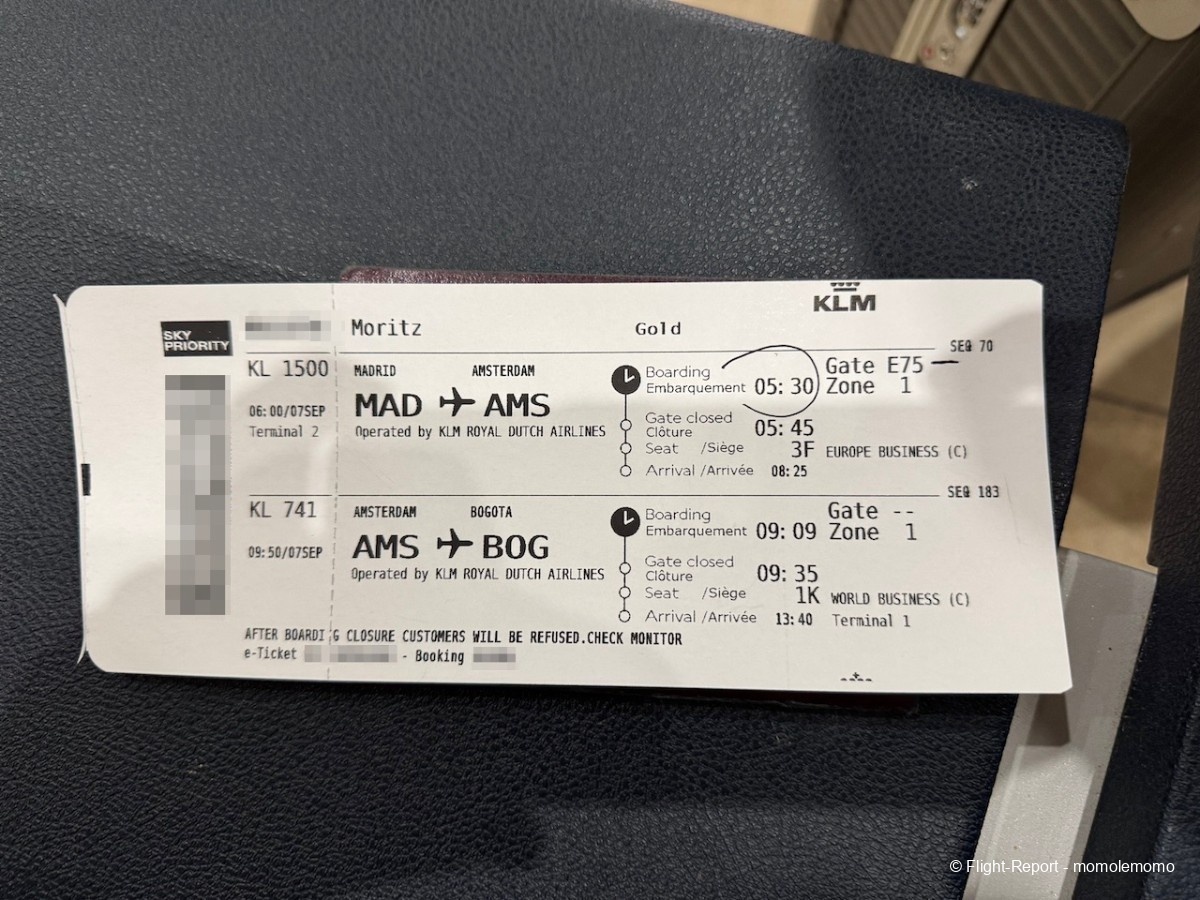 KLM
SKY PRIORITY
Moritz Gold
SEQ 70
KL 1500 MADRID AMSTERDAM Boarding Embarquement 05:30 Gate E75 Zone 1
06:00/07SEP MAD AMS
Terminal 2 Operated by KLM ROYAL DUTCH AIRLINES
Gate closed Clôture 05:45
Seat /Siège 3F EUROPE BUSINESS (C)
Arrival /Arrivée 08:25
SEQ 183
KL 741 AMSTERDAM BOGOTA Boarding Embarquement 09:09 Gate -- Zone 1
09:50/07SEP AMS BOG
Operated by KLM ROYAL DUTCH AIRLINES
Gate closed Clôture 09:35
Seat /Siège 1K WORLD BUSINESS (C)
Arrival /Arrivée 13:40 Terminal 1
AFTER BOARDI G CLOSURE CUSTOMERS WILL BE REFUSED.CHECK MONITOR
e-Ticket - Booking
© Flight-Report - momolemomo